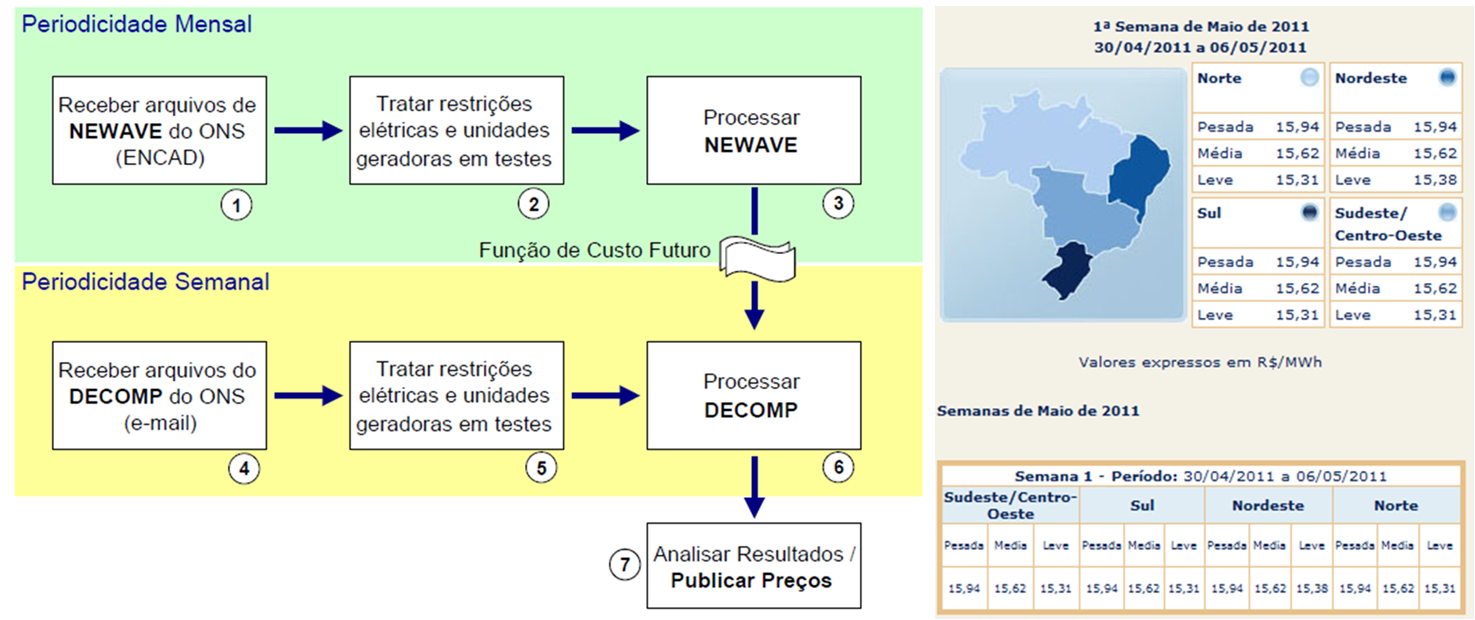 Periodicidade Mensal
Receber arquivos de
NEWAVE do ONS
(ENCAD)
1
Tratar restrições
elétricas e unidades
geradoras em testes
2
Processar
NEWAVE
3
Função de Custo Futuro
Periodicidade Semanal
Receber arquivos do
DECOMP do ONS
(e-mail)
4
Tratar restrições
elétricas e unidades
geradoras em testes
5
Processar
DECOMP
6
7
Analisar Resultados /
Publicar Preços
1ª Semana de Maio de 2011
30/04/2011 a 06/05/2011
Norte
Pesada 15,94
Média 15,62
Leve 15,31
Nordeste
Pesada 15,94
Média 15,62
Leve 15,38
Sul
Pesada 15,94
Média 15,62
Leve 15,31
Sudeste/
Centro-Oeste
Pesada 15,94
Média 15,62
Leve 15,31
Valores expressos em R$/MWh
Semanas de Maio de 2011
Semana 1 - Período: 30/04/2011 a 06/05/2011
Sudeste/Centro-
Oeste
Sul
Nordeste
Norte
Pesada Media Leve Pesada Media Leve Pesada Media Leve Pesada Media Leve
15,94 15,62 15,31 15,94 15,62 15,31 15,94 15,62 15,38 15,94 15,62 15,31